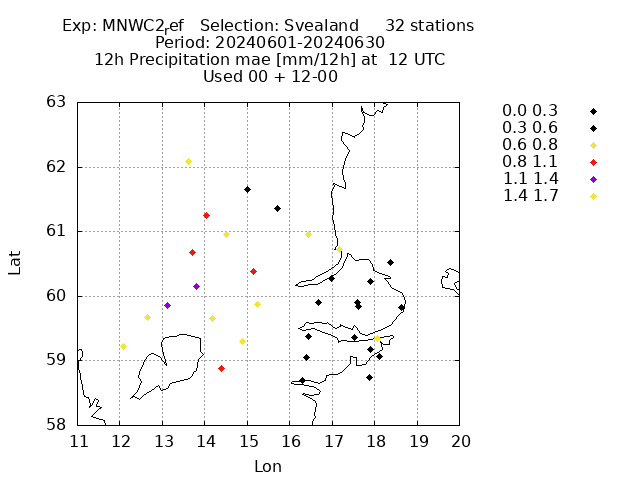 Exp: MNWC2ref   Selection: Svealand     32 stations
Period: 20240601-20240630
12h Precipitation mae [mm/12h] at  12 UTC
Used 00 + 12-00
0.0 0.3
0.3 0.6
0.6 0.8
0.8 1.1
1.1 1.4
1.4 1.7
63
62
61
60
59
58
Lat
11 12 13 14 15 16 17 18 19 20
Lon